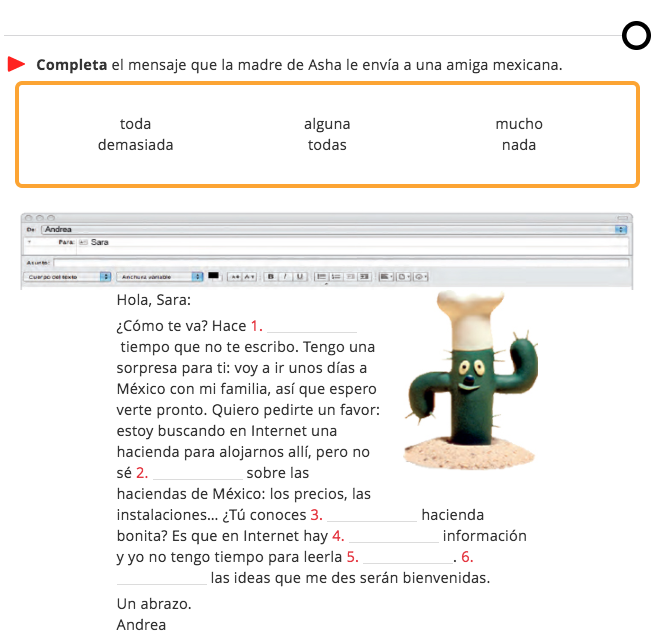 Completa el mensaje que la madre de Asha le envía a una amiga mexicana.
toda alguna mucho
demasiada todas nada
De: Andrea
Para: Sara
Asunto:
Cuerpo del texto Anchura variable
Hola, Sara:
¿Cómo te va? Hace 1.
tiempo que no te escribo. Tengo una
sorpresa para ti: voy a ir unos días a
México con mi familia, así que espero
verte pronto. Quiero pedirte un favor:
estoy buscando en Internet una
hacienda para alojarnos allí, pero no
sé 2. sobre las
haciendas de México: los precios, las
instalaciones... ¿Tú conoces 3. hacienda
bonita? Es que en Internet hay 4. información
y yo no tengo tiempo para leerla 5. . 6.
las ideas que me des serán bienvenidas.
Un abrazo.
Andrea